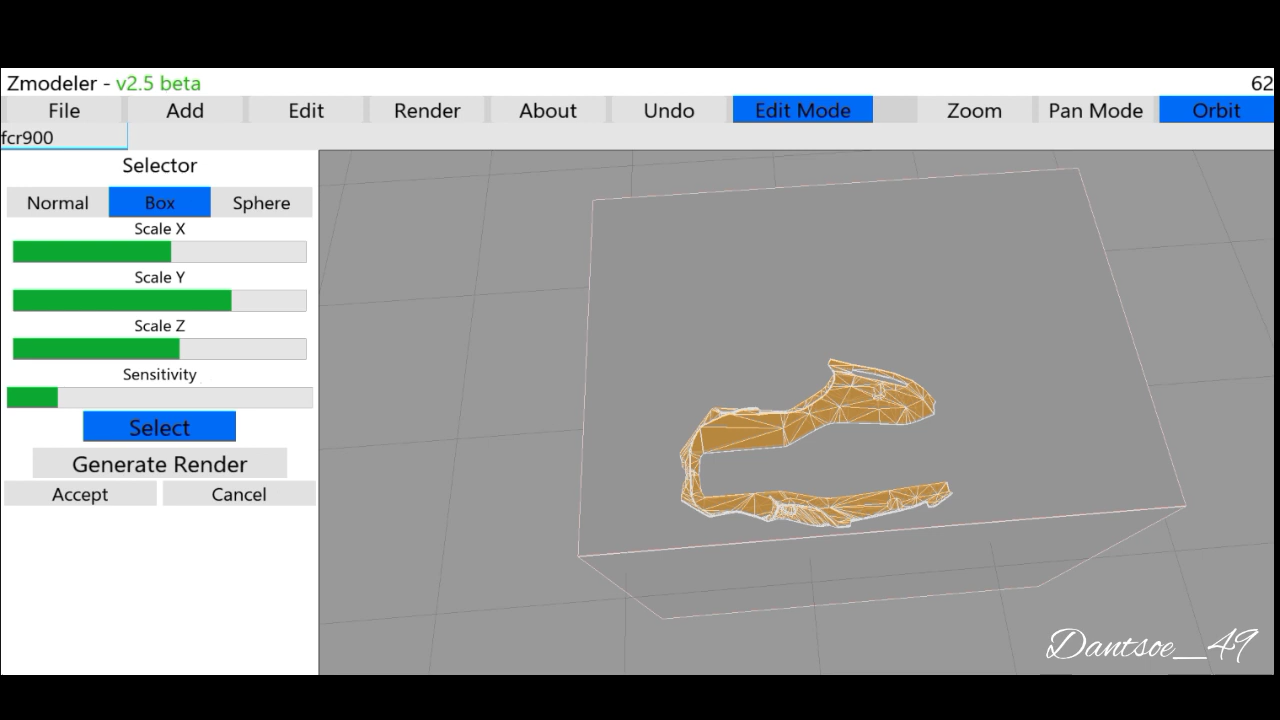 Zmodeler - v2.5 beta 62
File Add Edit Render About Undo Edit Mode Zoom Pan Mode Orbit
fcr900
Selector
Normal Box Sphere
Scale X
Scale Y
Scale Z
Sensitivity
Select
Generate Render
Accept Cancel
Dantsoe__49